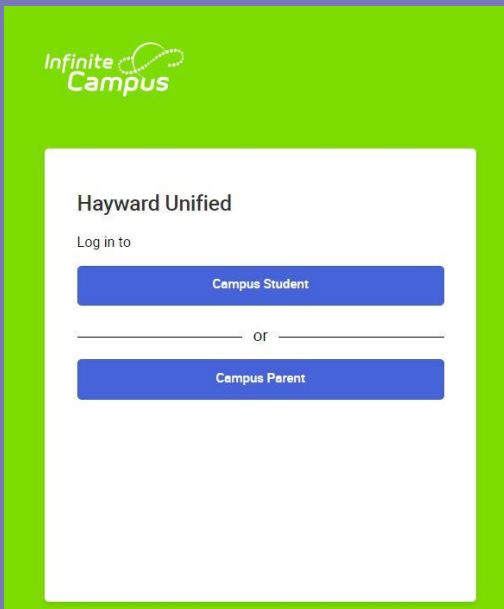 Infinite
Campus
Hayward Unified
Log in to
Campus Student
or
Campus Parent